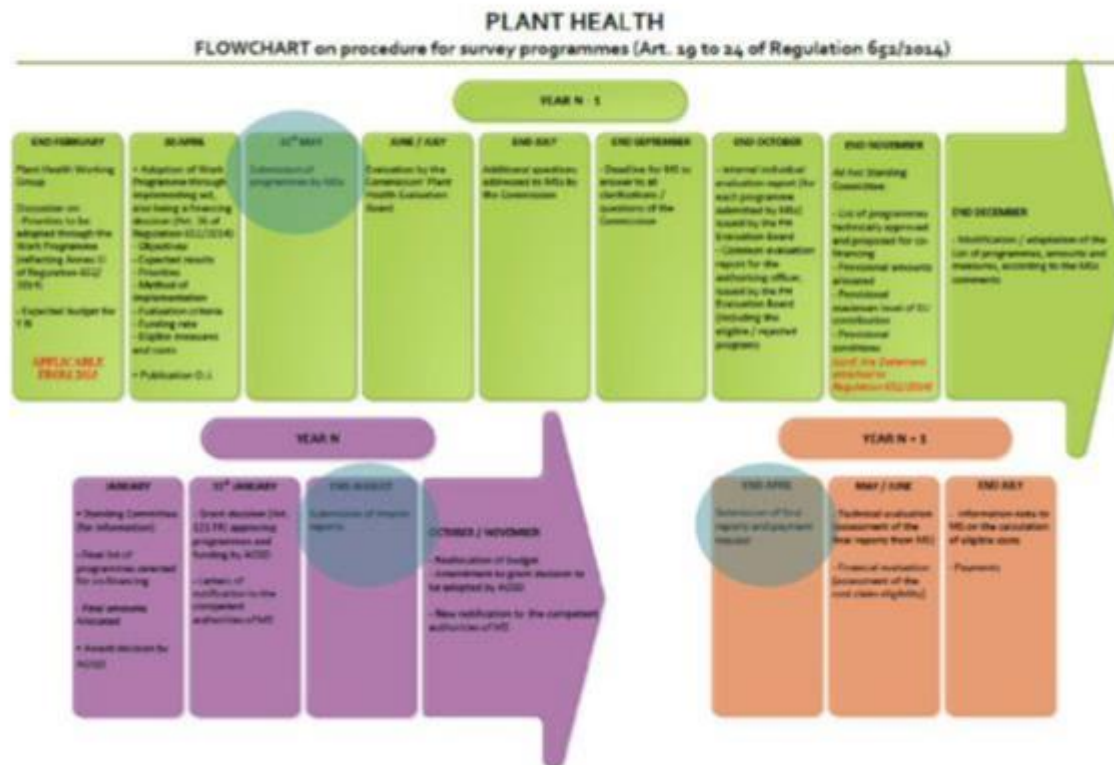 PLANT HEALTH
FLOWCHART on procedure for survey programmes (Art. 19 to 24 of Regulation 652/2014)
YEAR N - 1
END FEBRUARY
Plant Health Working
Group
Discussion on
- Priorities to be
adopted through the
Work Programme
(reflecting Annex II
of Regulation 652/
2014)
- Expected budget for
Y N
APPLICABLE
30 APRIL
Adoption of Work
Programme through
implementing act,
also being a financing
decision (Art. 36 of
Regulation 652/2014)
- Objectives
- Expected results
- Priorities
- Method of
implementation
- Evaluation criteria
- Funding rate
- Eligible measures
and costs
Publication O.J.
MAY
Submission of
programmes by MSs
JUNE / JULY
Evaluation by the
Commission' Plant
Health Evaluation
Board
END JULY
Additional questions
addressed to MSs by
the Commission
END SEPTEMBER
- Deadline for MS to
answer to all
clarifications /
questions of the
Commission
END OCTOBER
- Internal individual
evaluation report (for
each programme
submitted by MSs)
issued by the PH
Evaluation Board
- Common evaluation
report for the
authorising officer,
issued by the PH
Evaluation Board
(including the
eligible / rejected
programs
END NOVEMBER
Ad hoc Standing
Committee:
- List of programmes
technically approved
and proposed for co-
financing
- Provisional amounts
allocated
- Provisional
maximum level of EU
contribution
- Provisional
conditions
Statement
attached to
Regulation 652/2014)
END DECEMBER
- Modification / adaptation of the
List of programmes, amounts and
measures, according to the MSs
comments
YEAR N
JANUARY
Standing Committee
(for information)
- Final list of
programmes selected
for co-financing
- Final amounts
allocated
Award decision by
AOSD
JANUARY
- Grant decision (Art.
approving
programmes and
funding by AOSD
- Letters of
notification to the
competent
authorities of MS
END AUGUST
Submission of interim
reports
OCTOBER / NOVEMBER
- Reallocation of budget
- Amendment to grant decision to
be adopted by AOSD
- New notification to the competent
authorities of MS
YEAR N + 1
END APRIL
Submission of final
reports and payment
request
MAY / JUNE
- Technical evaluation
(assessment of the
final reports from MS)
- Financial evaluation
(assessment of the
cost claim eligibility)
END JULY
- Information note to
MS on the calculation
of eligible costs
- Payments